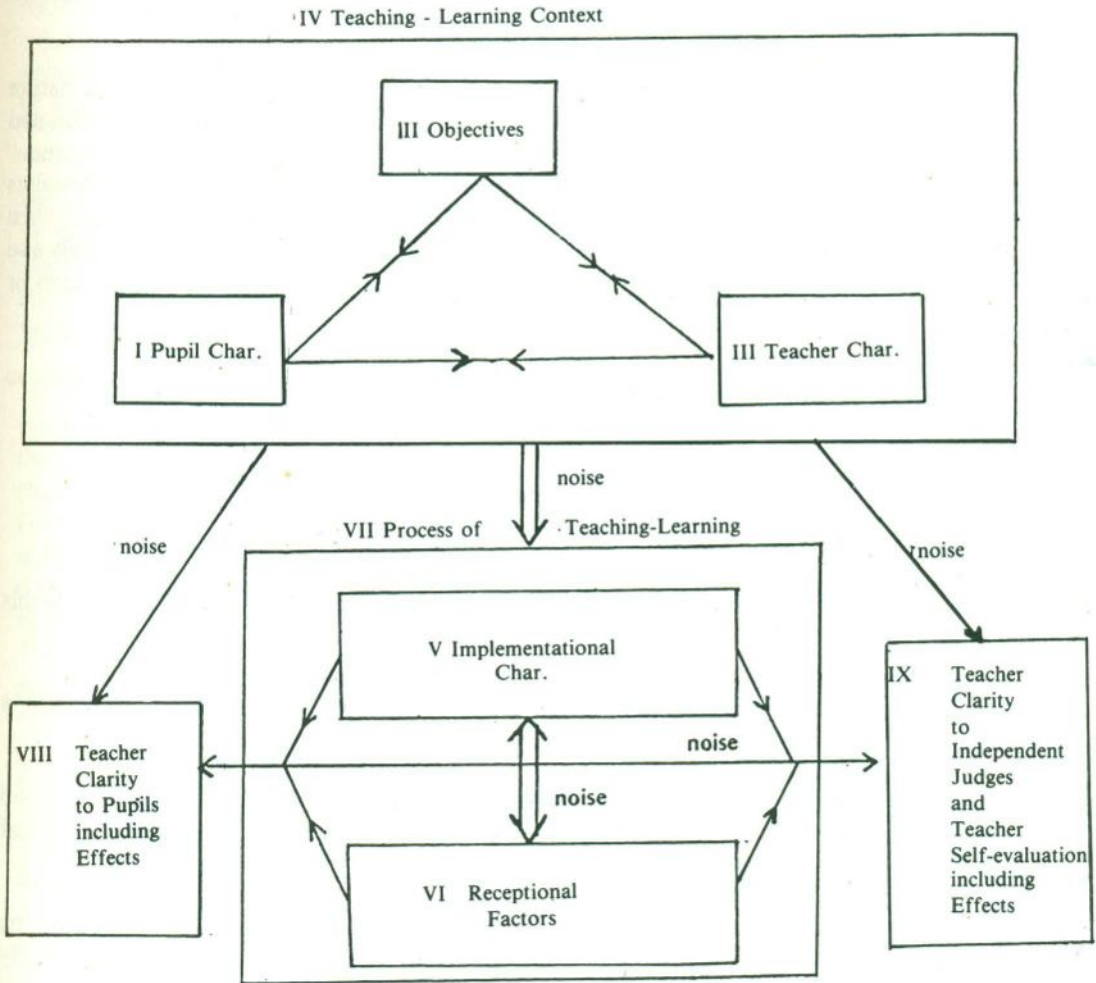 IV Teaching - Learning Context
III Objectives
I Pupil Char.
III Teacher Char.
noise
noise
noise
VII Process of Teaching-Learning
V Implementational
Char.
noise
noise
VI Receptional
Factors
VIII Teacher
Clarity
to Pupils
including
Effects
IX Teacher
Clarity
to
Independent
Judges
and
Teacher
Self-evaluation
including
Effects